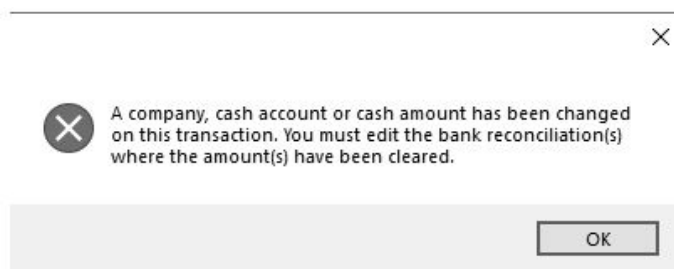 A company, cash account or cash amount has been changed
on this transaction. You must edit the bank reconciliation(s)
where the amount(s) have been cleared.
OK